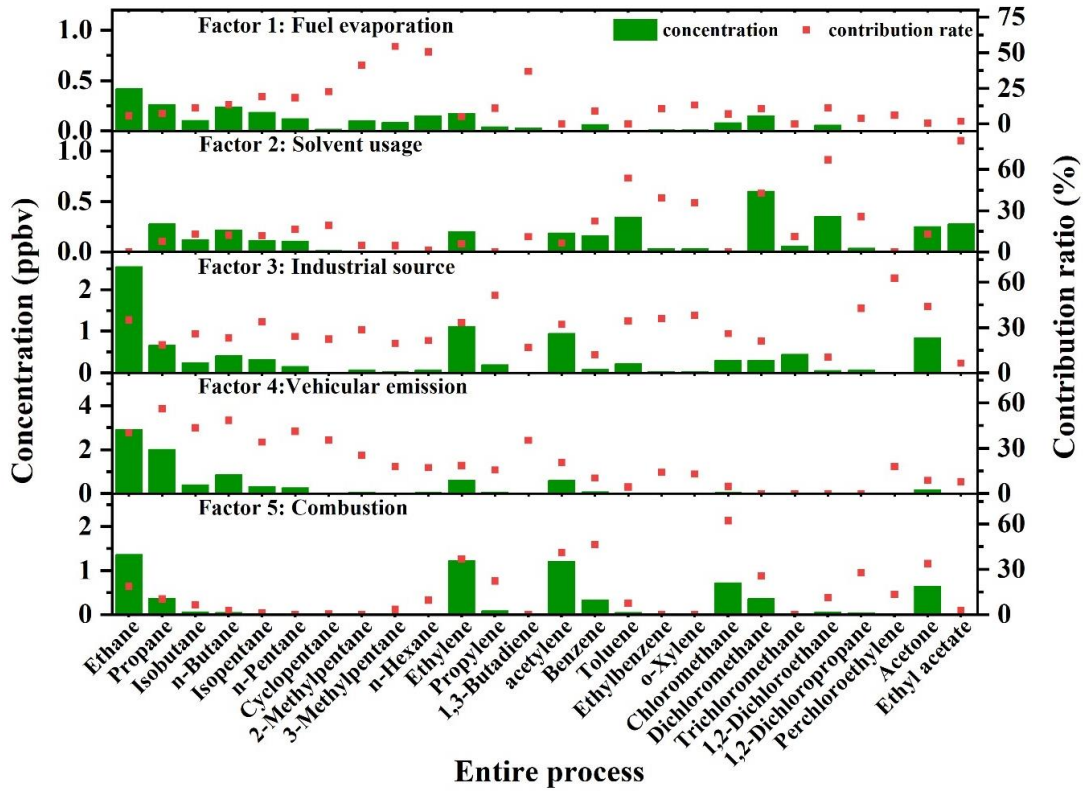 Factor 1: Fuel evaporation
concentration
contribution rate
1.0
0.5
0.0
75
50
25
0
Factor 2: Solvent usage
1.0
0.5
0.0
60
30
0
Factor 3: Industrial source
2
1
0
60
30
0
Factor 4:Vehicular emission
4
2
0
60
30
0
Factor 5: Combustion
2
1
0
60
30
0
Concentration (ppbv)
Contribution ratio (%)
Ethane
Propane
Isobutane
n-Butane
Isopentane
n-Pentane
Cyclopentane
2-Methylpentane
3-Methylpentane
n-Hexane
Ethylene
Propylene
1,3-Butadiene
acetylene
Benzene
Toluene
Ethylbenzene
o-Xylene
Chloromethane
Dichloromethane
Trichloromethane
1,2-Dichloroethane
1,2-Dichloropropane
Perchloroethylene
Acetone
Ethyl acetate
Entire process